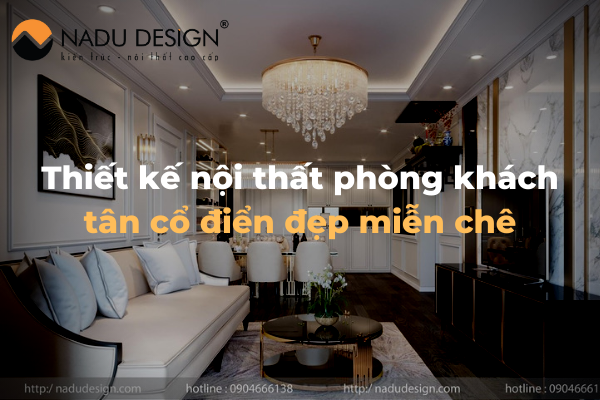 NADU DESIGN®
kiến trúc - nội thất cao cấp
Thiết kế nội thất phòng khách
tân cổ điển đẹp miễn chê
http:/ nadudesign.com hotline : 0904666138 http:/ nadudesign.com hotline : 09046661